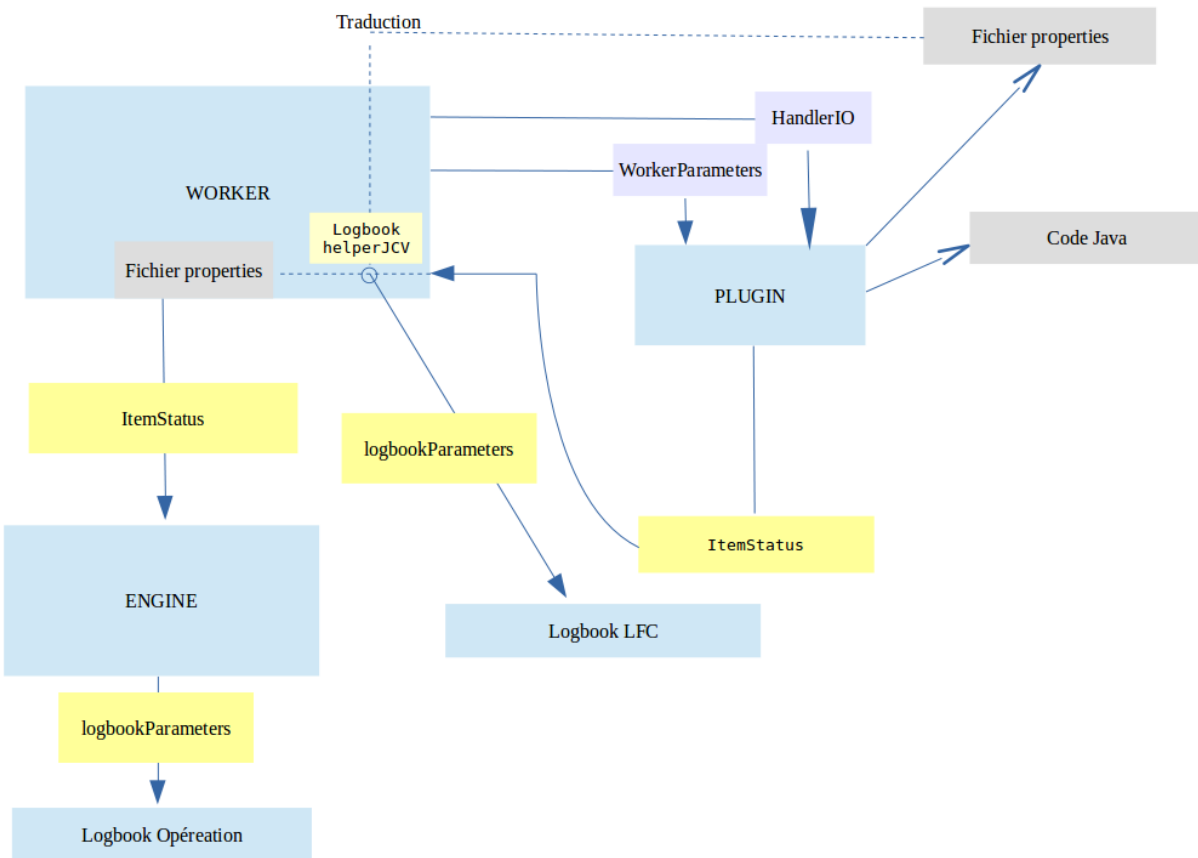 Traduction
Fichier properties
HandlerIO
WorkerParameters
WORKER
Logbook
helperJCV
Fichier properties
Code Java
PLUGIN
ItemStatus
logbookParameters
ItemStatus
ENGINE
Logbook LFC
logbookParameters
Logbook Opéreation